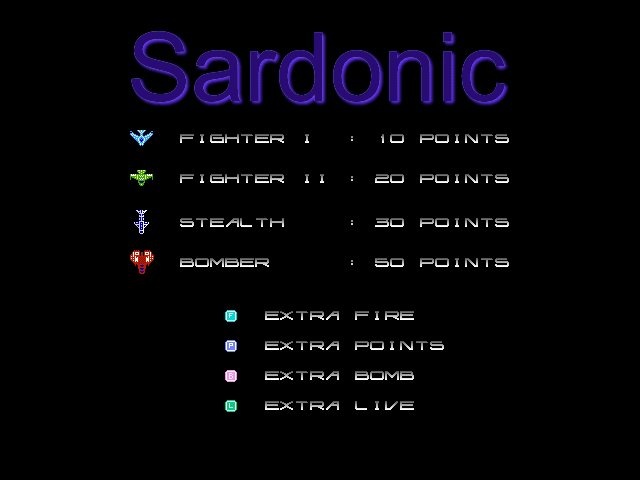 Sardonic
FIGHTER I : 10 POINTS
FIGHTER II : 20 POINTS
STEALTH : 30 POINTS
BOMBER : 50 POINTS
F EXTRA FIRE
P EXTRA POINTS
B EXTRA BOMB
L EXTRA LIVE